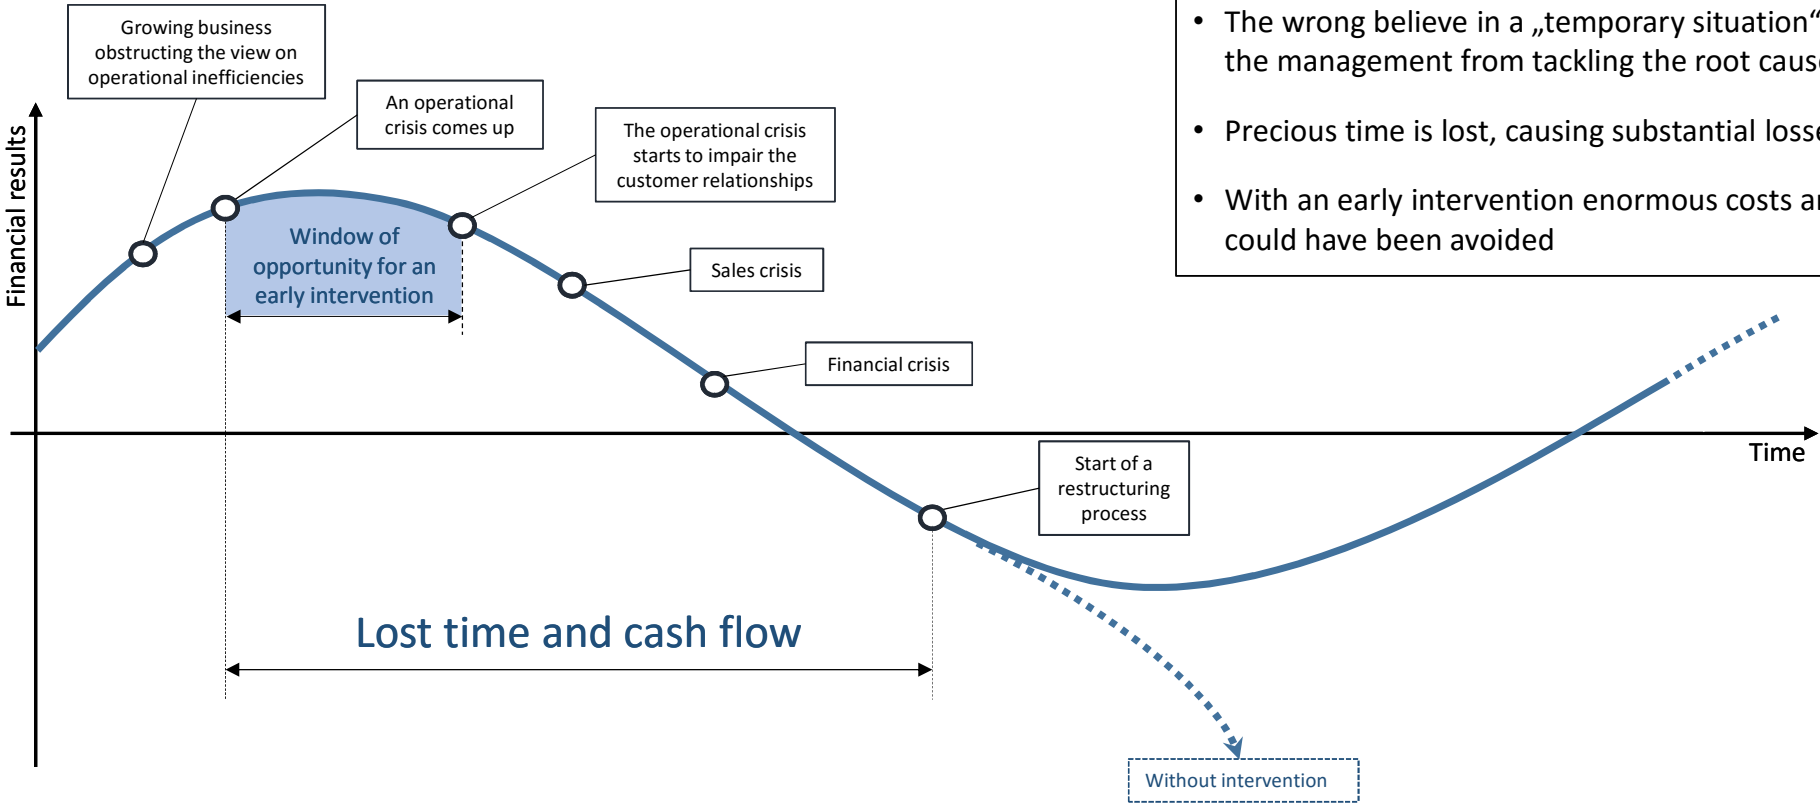 Growing business
obstructing the view on
operational inefficiencies
An operational
crisis comes up
The operational crisis
starts to impair the
customer relationships
• The wrong believe in a „temporary situation“
the management from tackling the root
• Precious time is lost, causing substantial
• With an early intervention enormous costs
could have been avoided
Financial results
Window of
opportunity for an
early intervention
Sales crisis
Financial crisis
Time
Start of a
restructuring
process
Lost time and cash flow
Without intervention